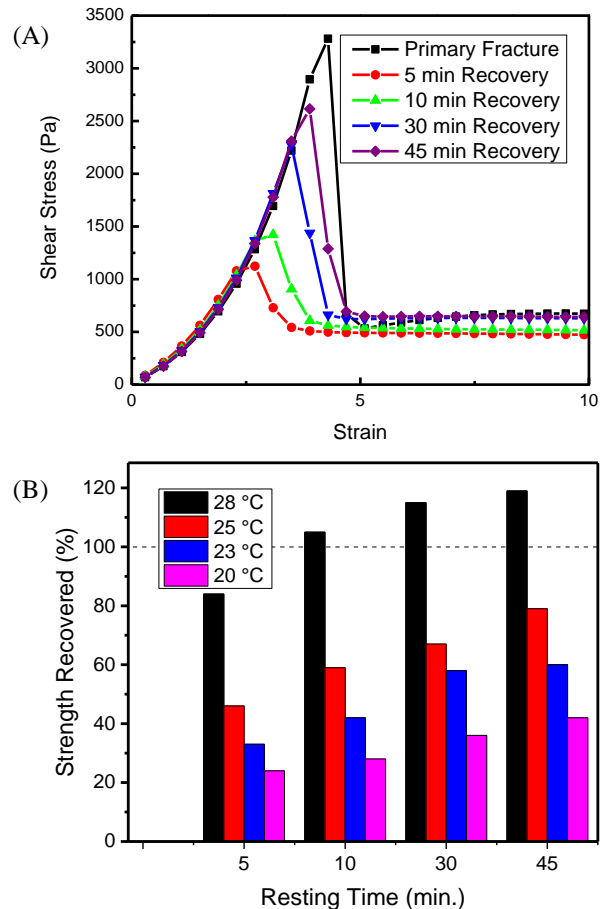 (A)
3500
3000
2500
2000
1500
1000
500
0
Shear Stress (Pa)
Primary Fracture
5 min Recovery
10 min Recovery
30 min Recovery
45 min Recovery
0
5
10
Strain
(B)
120
100
80
60
40
20
0
Strength Recovered (%)
28 °C
25 °C
23 °C
20 °C
5
10
30
45
Resting Time (min.)